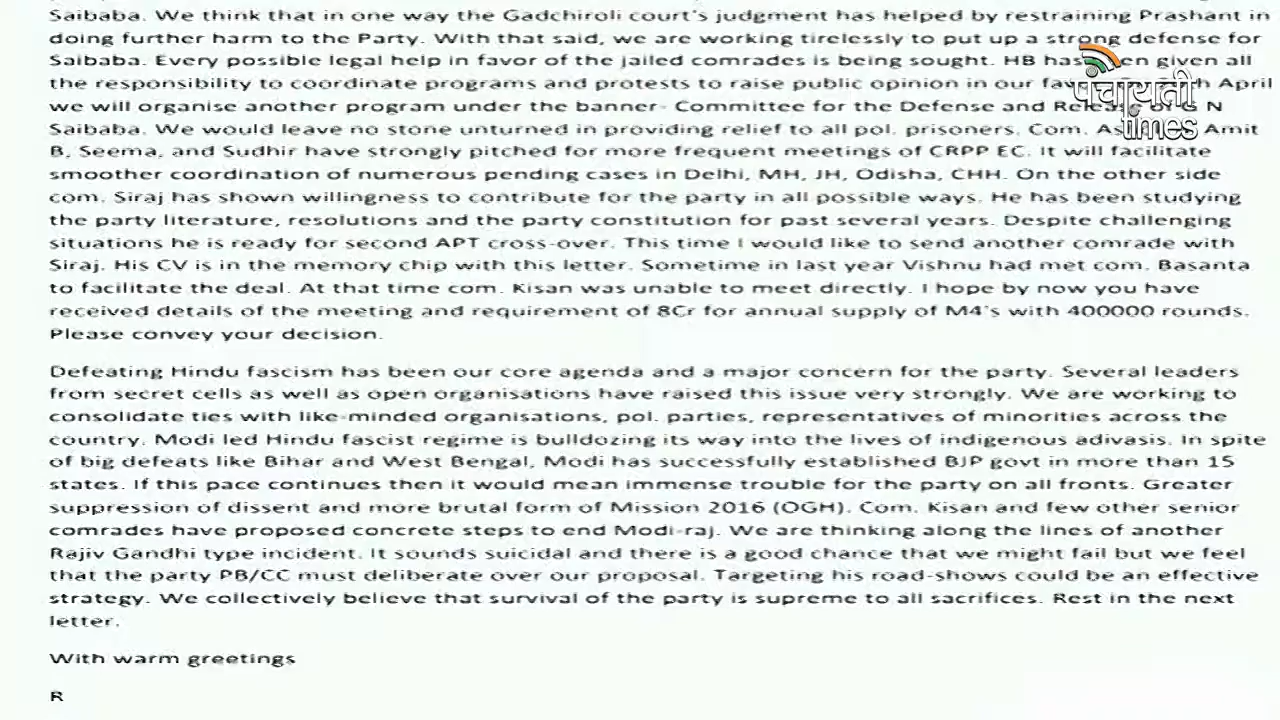 Saibaba. We think that in one way the Gadchiroli court's judgment has helped by restraining Prashant in
doing further harm to the Party. With that said, we are working tirelessly to put up a strong defense for
Saibaba. Every possible legal help in favor of the jailed comrades is being sought. HB has given all
the responsibility to coordinate programs and protests to raise public opinion in our April
we will organise another program under the banner- Committee for the Defense and N
Saibaba. We would leave no stone unturned in providing relief to all pol. prisoners. Com. Amit
B, Seema, and Sudhir have strongly pitched for more frequent meetings of CRPP EC. It will facilitate
smoother coordination of numerous pending cases in Delhi, MH, JH, Odisha, CHH. On the other side
com. Siraj has shown willingness to contribute for the party in all possible ways. He has been studying
the party literature, resolutions and the party constitution for past several years. Despite challenging
situations he is ready for second APT cross-over. This time I would like to send another comrade with
Siraj. His CV is in the memory chip with this letter. Sometime in last year Vishnu had met com. Basanta
to facilitate the deal. At that time com. Kisan was unable to meet directly. I hope by now you have
received details of the meeting and requirement of 8Cr for annual supply of M4's with 400000 rounds.
Please convey your decision.
Defeating Hindu fascism has been our core agenda and a major concern for the party. Several leaders
from secret cells as well as open organisations have raised this issue very strongly. We are working to
consolidate ties with like-minded organisations, pol. parties, representatives of minorities across the
country. Modi led Hindu fascist regime is bulldozing its way into the lives of indigenous adivasis. In spite
of big defeats like Bihar and West Bengal, Modi has successfully established BJP govt in more than 15
states. If this pace continues then it would mean immense trouble for the party on all fronts. Greater
suppression of dissent and more brutal form of Mission 2016 (OGH). Com. Kisan and few other senior
comrades have proposed concrete steps to end Modi-raj. We are thinking along the lines of another
Rajiv Gandhi type incident. It sounds suicidal and there is a good chance that we might fail but we feel
that the party PB/CC must deliberate over our proposal. Targeting his road-shows could be an effective
strategy. We collectively believe that survival of the party is supreme to all sacrifices. Rest in the next
letter.
With warm greetings
R
पंचायती
times